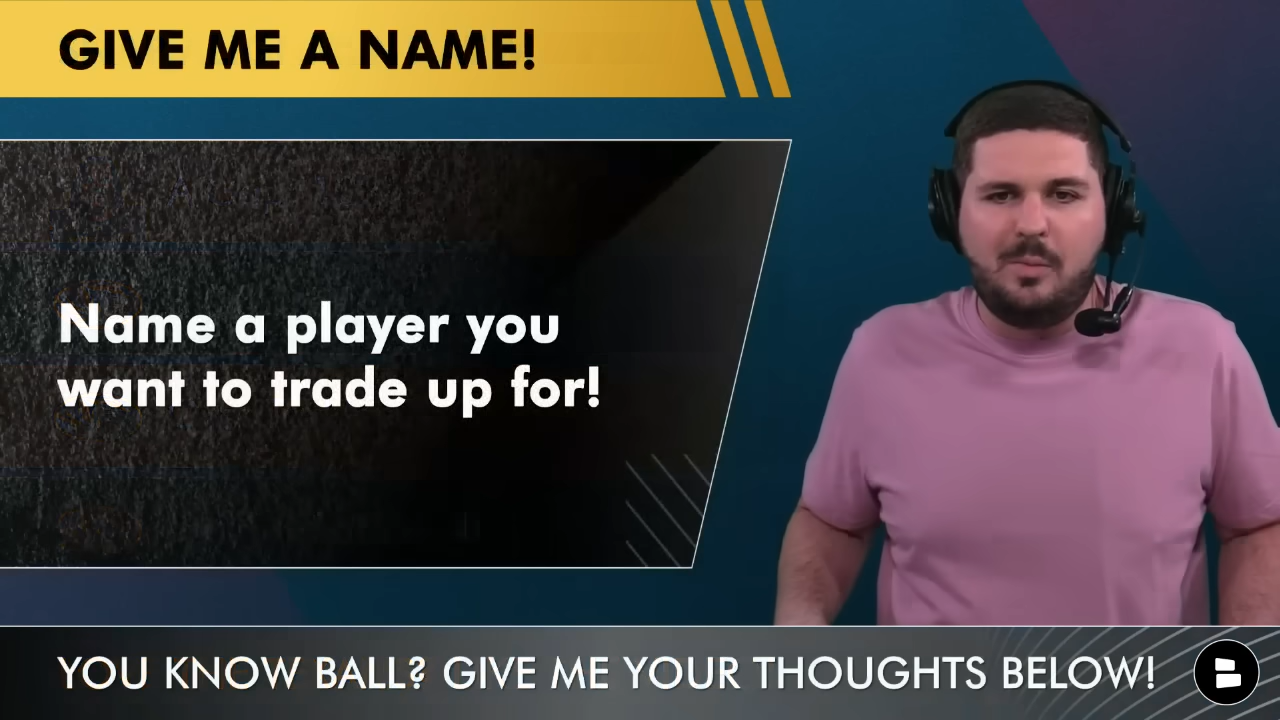 GIVE ME A NAME!
Name a player you
want to trade up for!
YOU KNOW BALL? GIVE ME YOUR THOUGHTS BELOW!